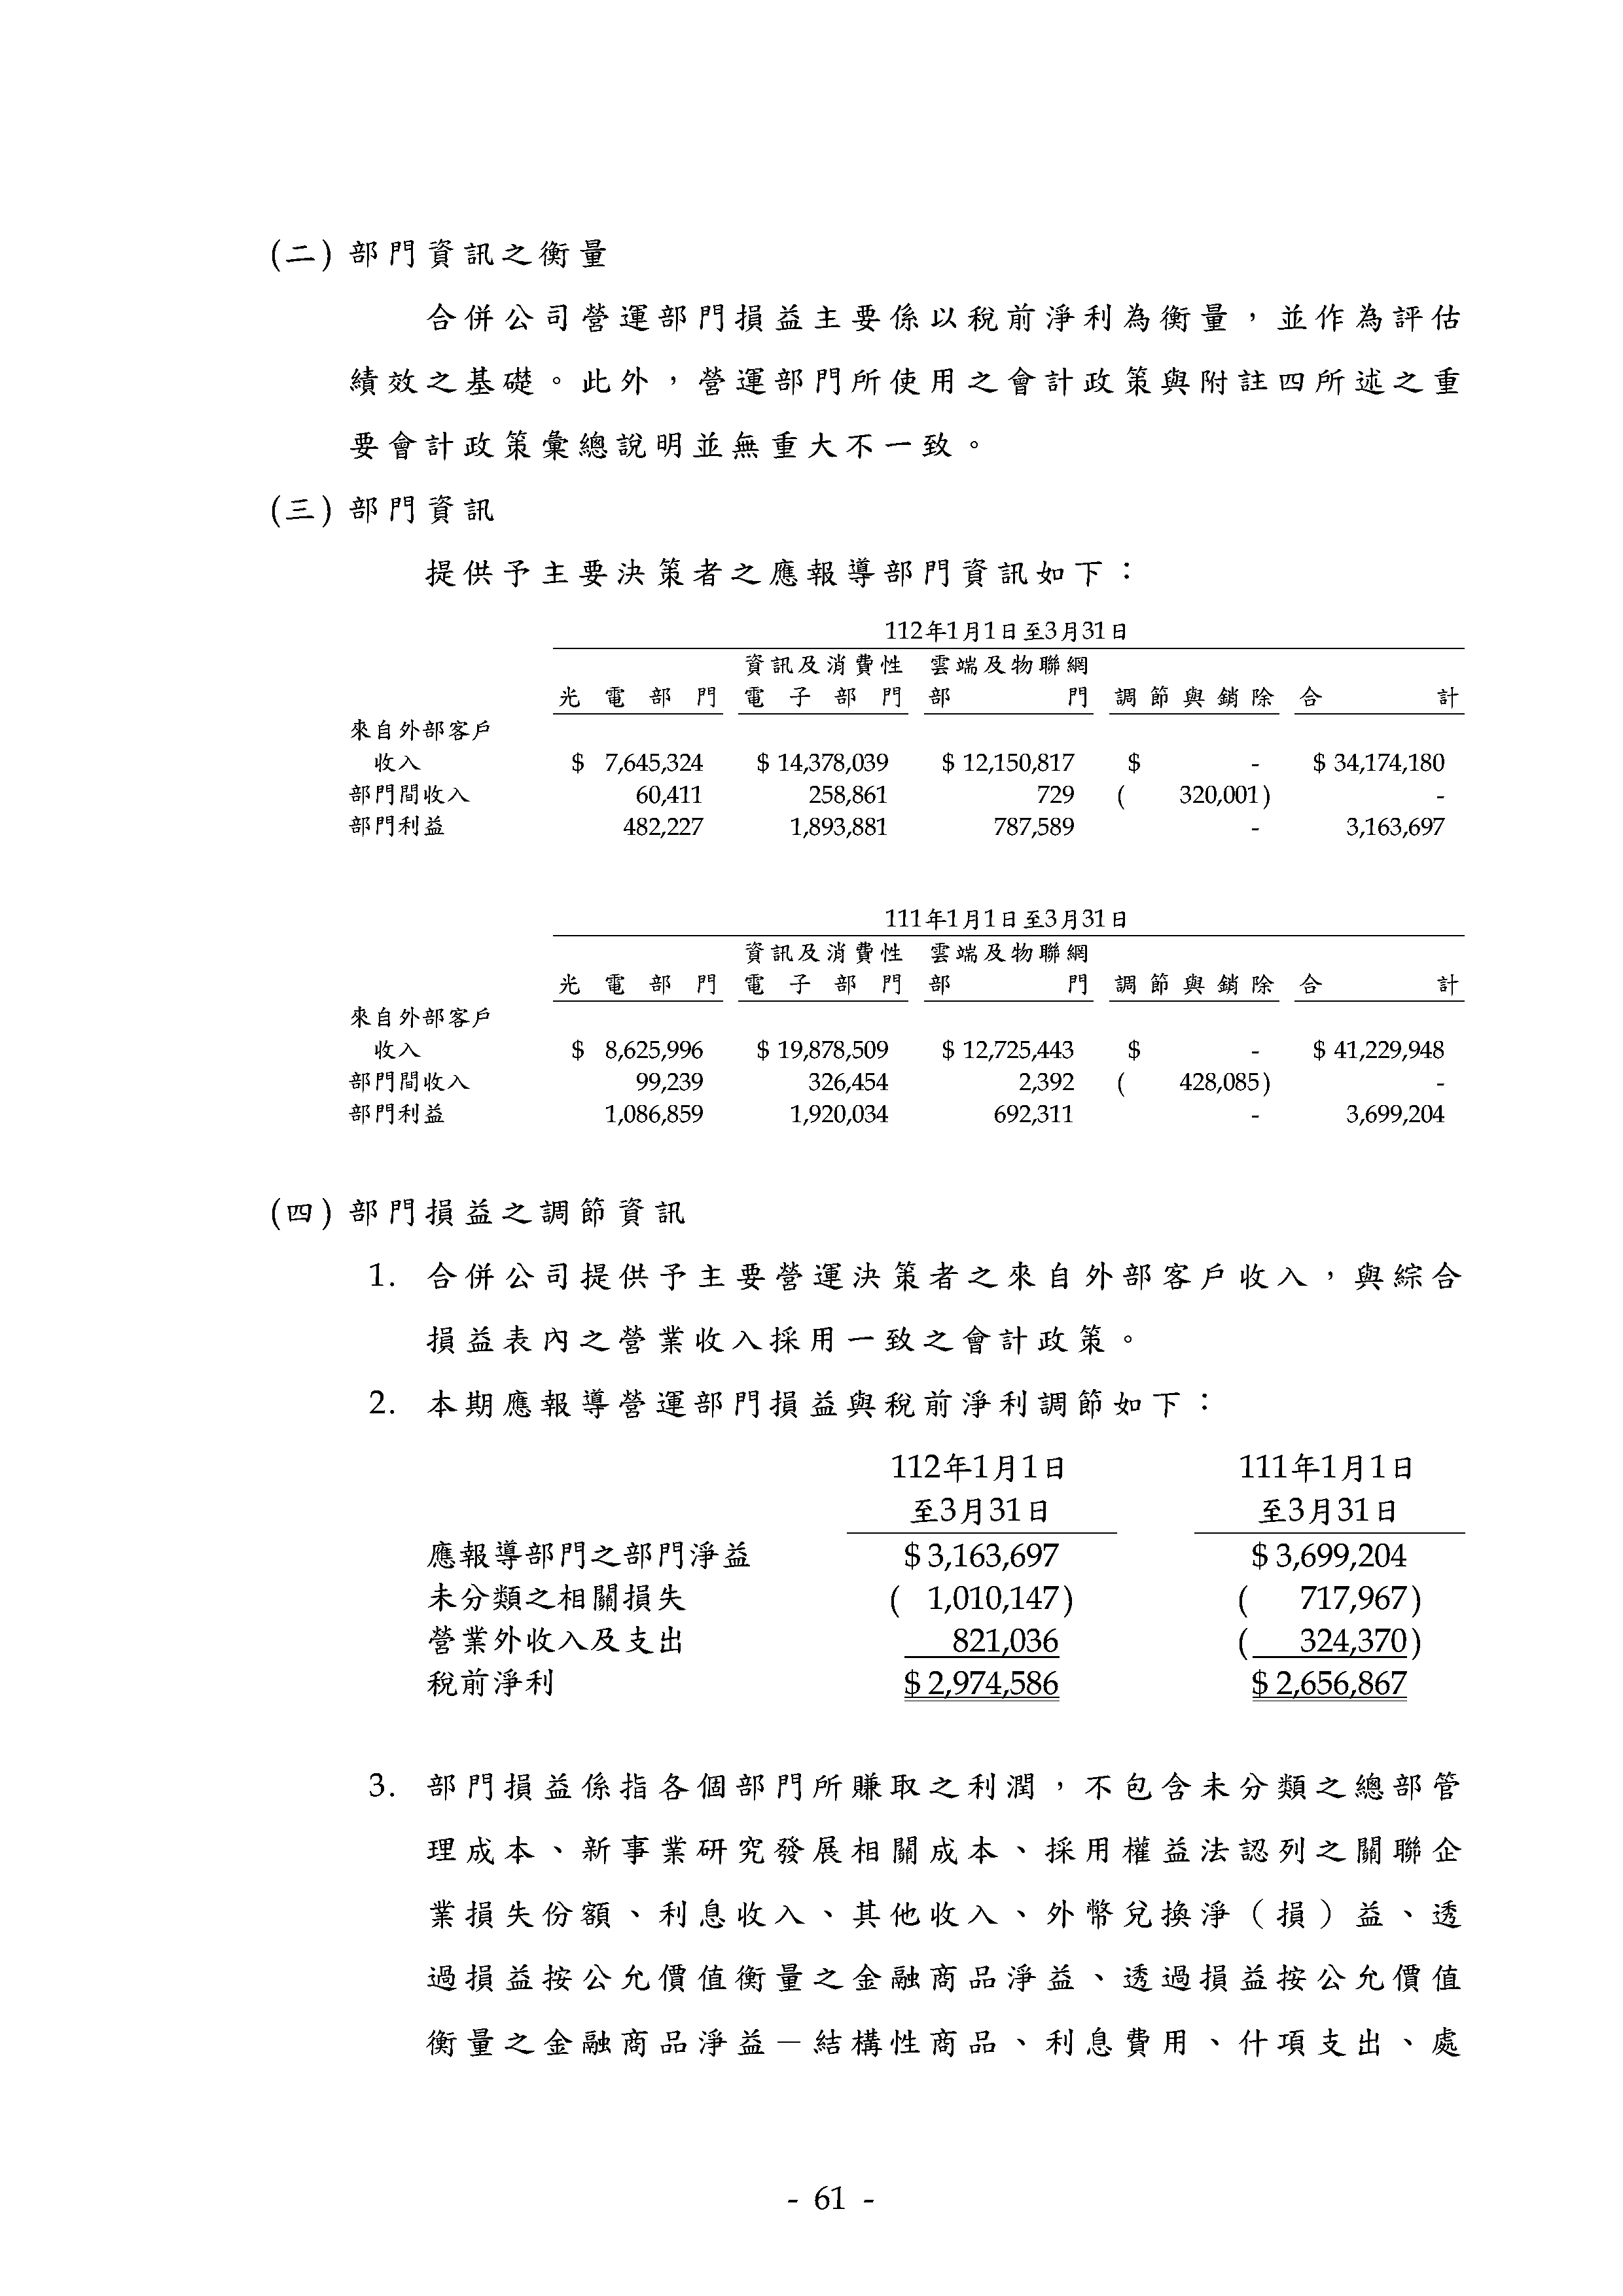 (二) 部門資訊之衡量
合併公司營運部門損益主要係以稅前淨利為衡量，並作為評估
績效之基礎。此外，營運部門所使用之會計政策與附註四所述之重
要會計政策彙總說明並無重大不一致。
(三) 部門資訊
提供予主要決策者之應報導部門資訊如下：
112年1月1日至3月31日
資訊及消費性 雲端及物聯網
光電部門 電子部門 部門 調節與銷除 合計
來自外部客戶
收入 $ 7,645,324 $ 14,378,039 $ 12,150,817 $ - $ 34,174,180
部門間收入 60,411 258,861 729 ( 320,001) -
部門利益 482,227 1,893,881 787,589 - 3,163,697
111年1月1日至3月31日
資訊及消費性 雲端及物聯網
光電部門 電子部門 部門 調節與銷除 合計
來自外部客戶
收入 $ 8,625,996 $ 19,878,509 $ 12,725,443 $ - $ 41,229,948
部門間收入 99,239 326,454 2,392 ( 428,085) -
部門利益 1,086,859 1,920,034 692,311 - 3,699,204
(四) 部門損益之調節資訊
1. 合併公司提供予主要營運決策者之來自外部客戶收入，與綜合
損益表內之營業收入採用一致之會計政策。
2. 本期應報導營運部門損益與稅前淨利調節如下：
112年1月1日 111年1月1日
至3月31日 至3月31日
應報導部門之部門淨益 $ 3,163,697 $ 3,699,204
未分類之相關損失 ( 1,010,147) ( 717,967)
營業外收入及支出 821,036 ( 324,370)
稅前淨利 $ 2,974,586 $ 2,656,867
3. 部門損益係指各個部門所賺取之利潤，不包含未分類之總部管
理成本、新事業研究發展相關成本、採用權益法認列之關聯企
業損失份額、利息收入、其他收入、外幣兌換淨（損）益、透
過損益按公允價值衡量之金融商品淨益、透過損益按公允價值
衡量之金融商品淨益－結構性商品、利息費用、什項支出、處
- 61 -